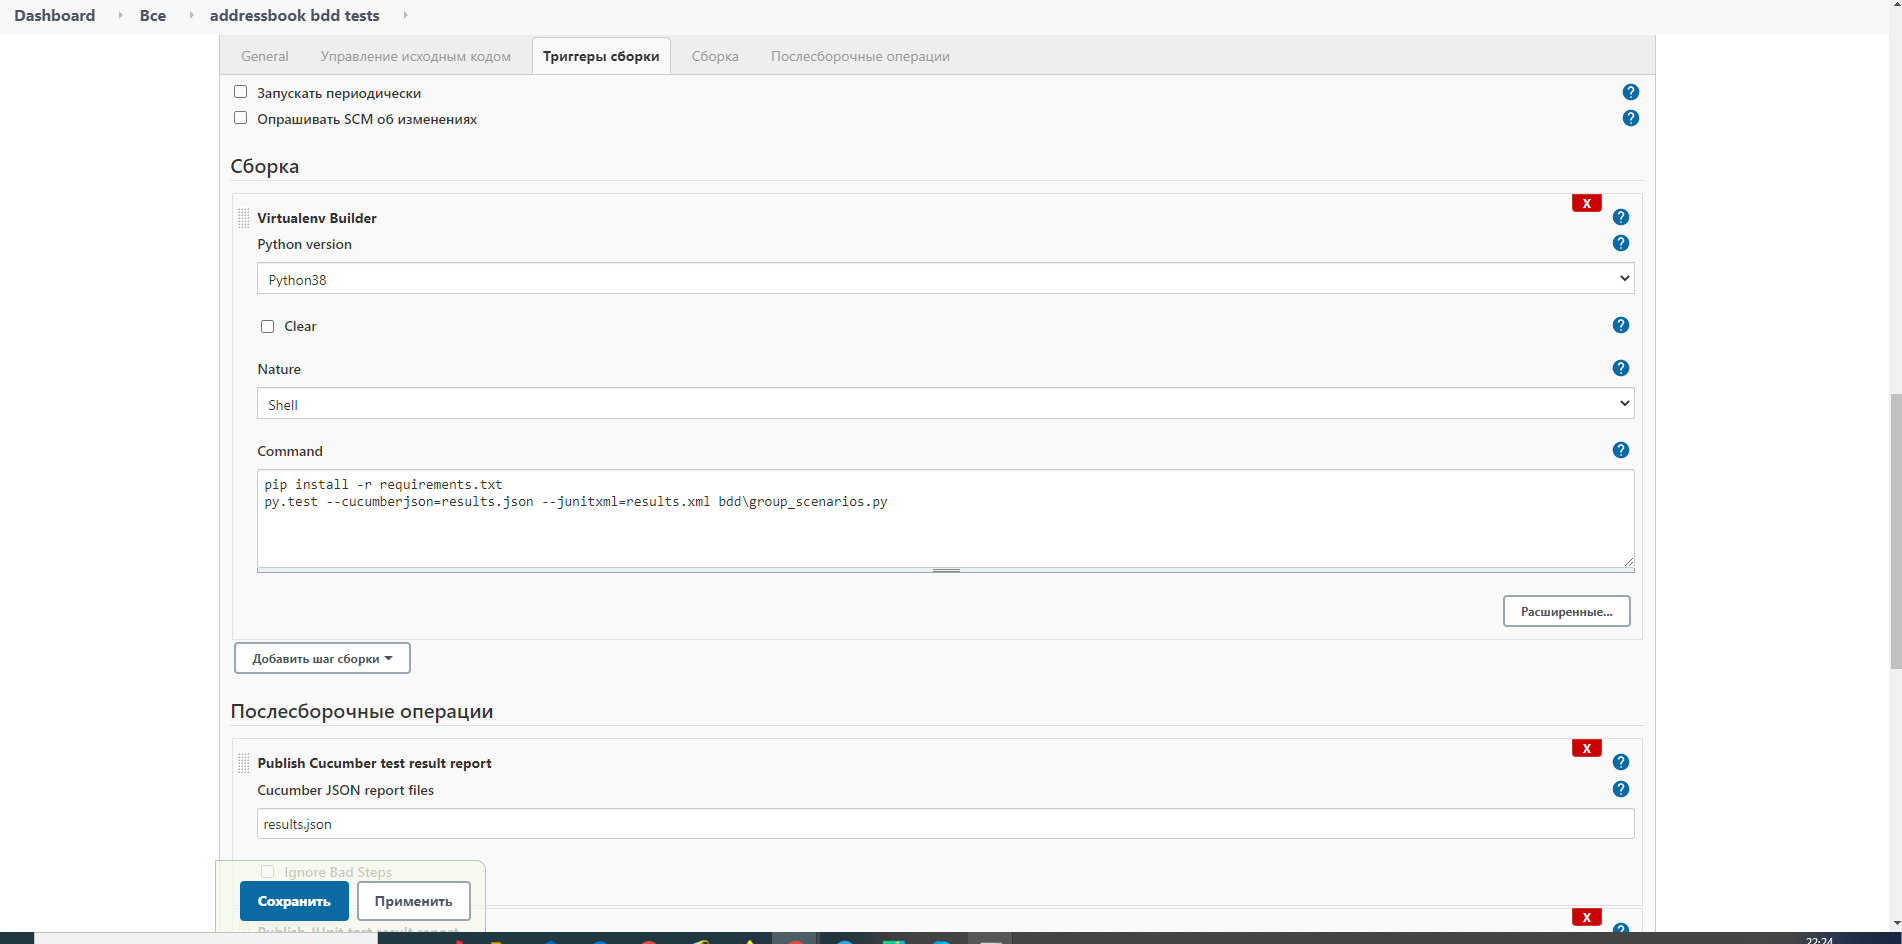 Dashboard Все addressbook bdd tests
General Управление исходным кодом Триггеры сборки Сборка Послесборочные операции
Запускать периодически
Опрашивать SCM об изменениях
Сборка
X
Virtualenv Builder
Python version
Python38
Clear
Nature
Shell
Command
pip install -r requirements.txt
py.test --cucumberjson=results.json --junitxml=results.xml bdd\group_scenarios.py
Расширенные...
Добавить шаг сборки
Послесборочные операции
X
Publish Cucumber test result report
Cucumber JSON report files
results.json
Ignore Bad Steps
Сохранить Применить
X
Publish JUnit test result report
22:24